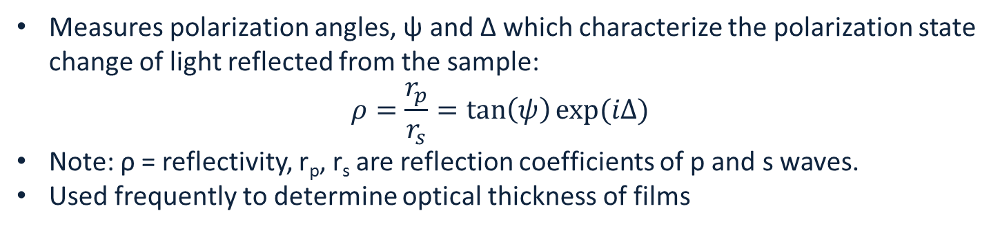 • Measures polarization angles, ψ and Δ which characterize the polarization state
change of light reflected from the sample:
ρ = r_p / r_s = tan(ψ) exp(iΔ)
• Note: ρ = reflectivity, r_p, r_s are reflection coefficients of p and s waves.
• Used frequently to determine optical thickness of films